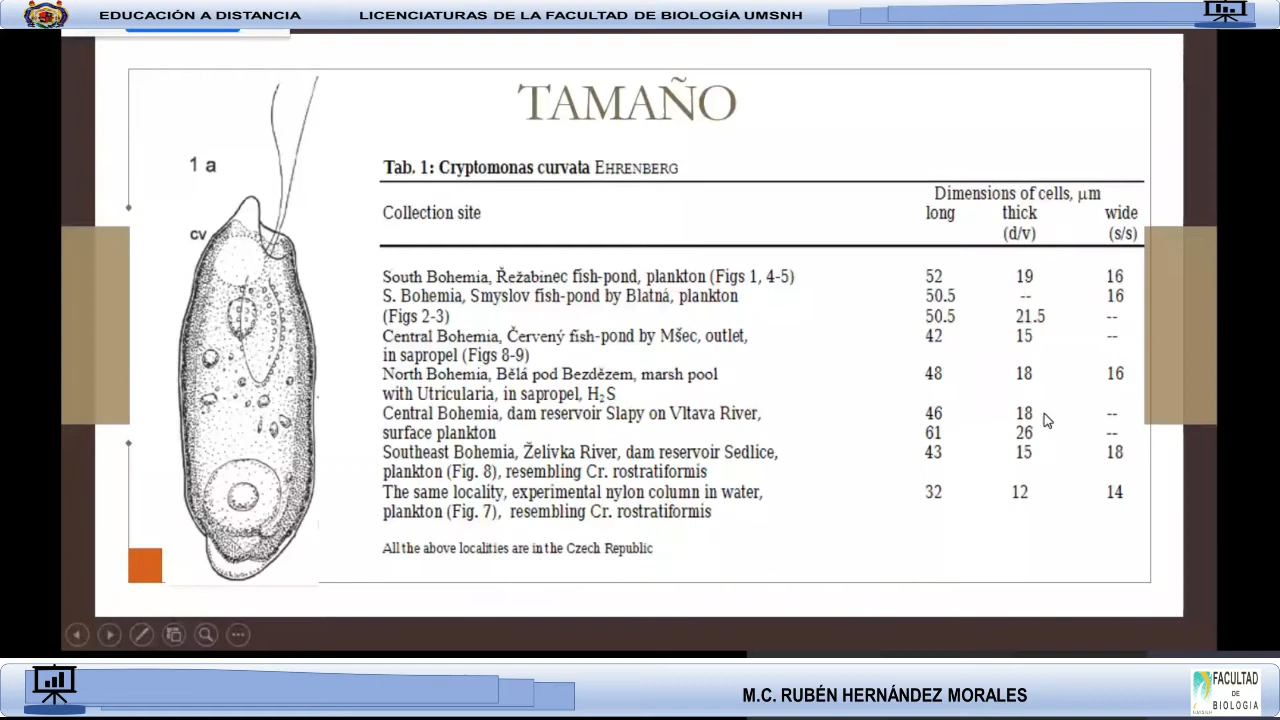 EDUCACIÓN A DISTANCIA LICENCIATURAS DE LA FACULTAD DE BIOLOGÍA UMSNH
TAMAÑO
1 a
cv
Tab. 1: Cryptomonas curvata EHRENBERG
Dimensions of cells, µm
Collection site long thick wide
(d/v) (s/s)
South Bohemia, Řežabinec fish-pond, plankton (Figs 1, 4-5) 52 19 16
S. Bohemia, Smyslov fish-pond by Blatná, plankton 50.5 -- 16
(Figs 2-3) 50.5 21.5 --
Central Bohemia, Červený fish-pond by Mšec, outlet, 42 15 --
in sapropel (Figs 8-9)
North Bohemia, Bělá pod Bezdězem, marsh pool 48 18 16
with Utricularia, in sapropel, H₂S
Central Bohemia, dam reservoir Slapy on Vltava River, 46 18 --
surface plankton 61 26 --
Southeast Bohemia, Želivka River, dam reservoir Sedlice, 43 15 18
plankton (Fig. 8), resembling Cr. rostratiformis
The same locality, experimental nylon column in water, 32 12 14
plankton (Fig. 7), resembling Cr. rostratiformis
All the above localities are in the Czech Republic
M.C. RUBÉN HERNÁNDEZ MORALES
FACULTAD
DE
BIOLOGIA